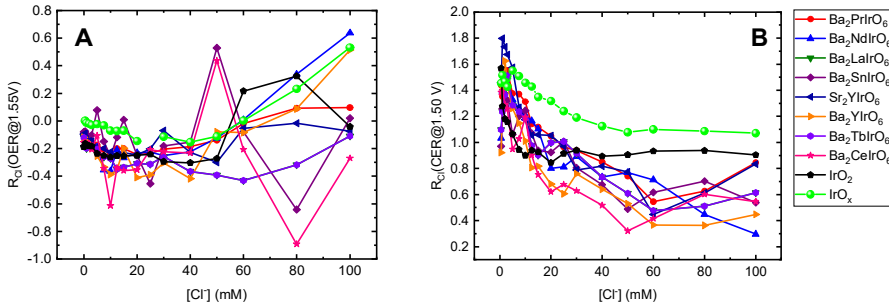 A
R_Cl(OER@1.55V)
0.8
0.6
0.4
0.2
0.0
-0.2
-0.4
-0.6
-0.8
-1.0
0 20 40 60 80 100
[Cl⁻] (mM)
B
R_Cl(CER@1.50 V)
2.0
1.8
1.6
1.4
1.2
1.0
0.8
0.6
0.4
0.2
0 20 40 60 80 100
[Cl⁻] (mM)
Ba₂PrIrO₆
Ba₂NdIrO₆
Ba₂LaIrO₆
Ba₂SnIrO₆
Sr₂YIrO₆
Ba₂YIrO₆
Ba₂TbIrO₆
Ba₂CeIrO₆
IrO₂
IrOₓ